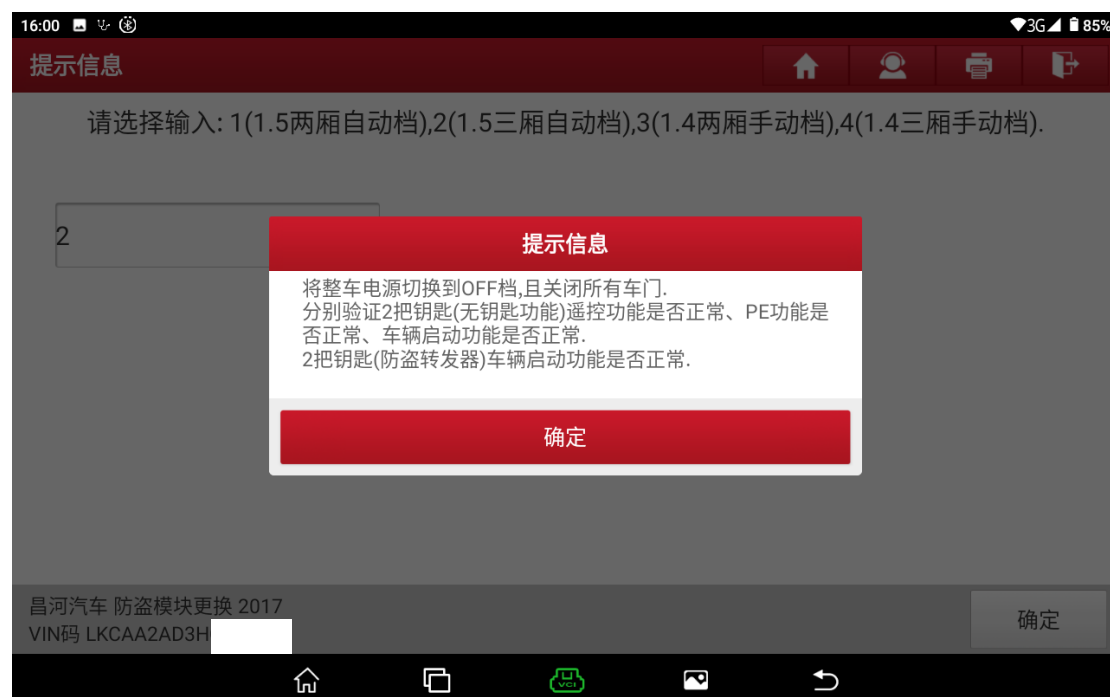 16:00
3G 85%
提示信息
请选择输入: 1(1.5两厢自动档),2(1.5三厢自动档),3(1.4两厢手动档),4(1.4三厢手动档).
2
提示信息
将整车电源切换到OFF档,且关闭所有车门.
分别验证2把钥匙(无钥匙功能)遥控功能是否正常、PE功能是
否正常、车辆启动功能是否正常.
2把钥匙(防盗转发器)车辆启动功能是否正常.
确定
昌河汽车 防盗模块更换 2017
VIN码 LKCAA2AD3H
确定
VCI